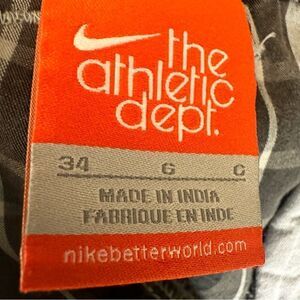 the
athletic
dept.
34 G C
MADE IN INDIA
FABRIQUE EN INDE
nikebetterworld.com